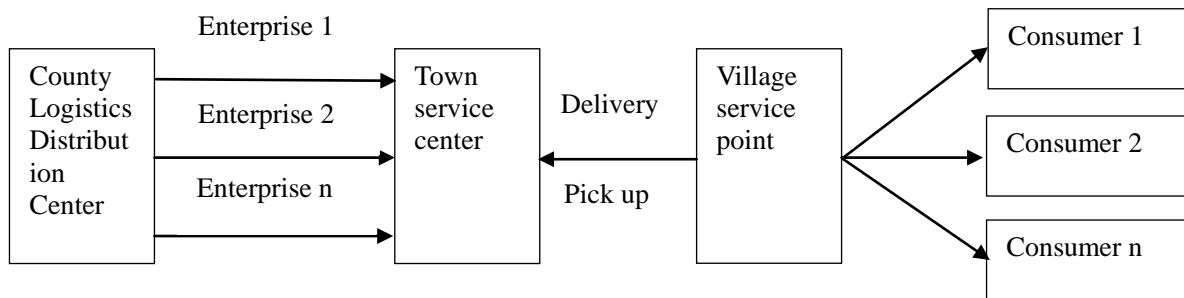 Enterprise 1
County
Logistics
Distribut
ion
Center
Enterprise 2
Enterprise n
Town
service
center
Delivery
Pick up
Village
service
point
Consumer 1
Consumer 2
Consumer n